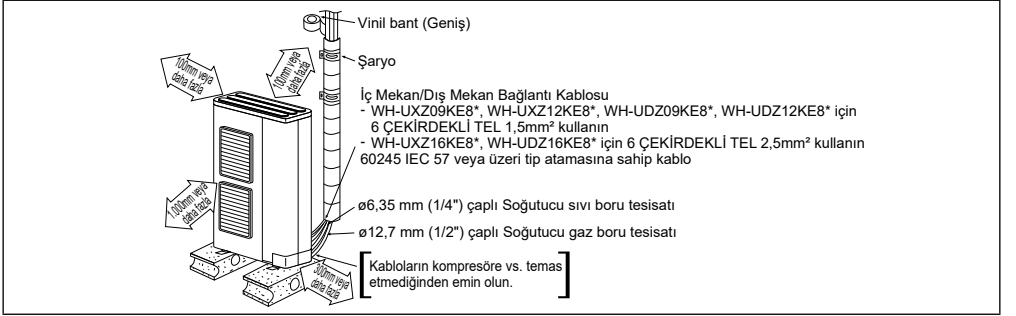 Vinil bant (Geniş)
Şaryo
100mm veya
daha fazla
100mm veya
daha fazla
İç Mekan/Dış Mekan Bağlantı Kablosu
- WH-UXZ09KE8*, WH-UXZ12KE8*, WH-UDZ09KE8*, WH-UDZ12KE8* için
6 ÇEKİRDEKLİ TEL 1,5mm² kullanın
- WH-UXZ16KE8*, WH-UDZ16KE8* için 6 ÇEKİRDEKLİ TEL 2,5mm² kullanın
60245 IEC 57 veya üzeri tip atamasına sahip kablo
1.000mm veya
daha fazla
ø6,35 mm (1/4") çaplı Soğutucu sıvı boru tesisatı
ø12,7 mm (1/2") çaplı Soğutucu gaz boru tesisatı
300mm veya
daha fazla
Kabloların kompresöre vs. temas
etmediğinden emin olun.